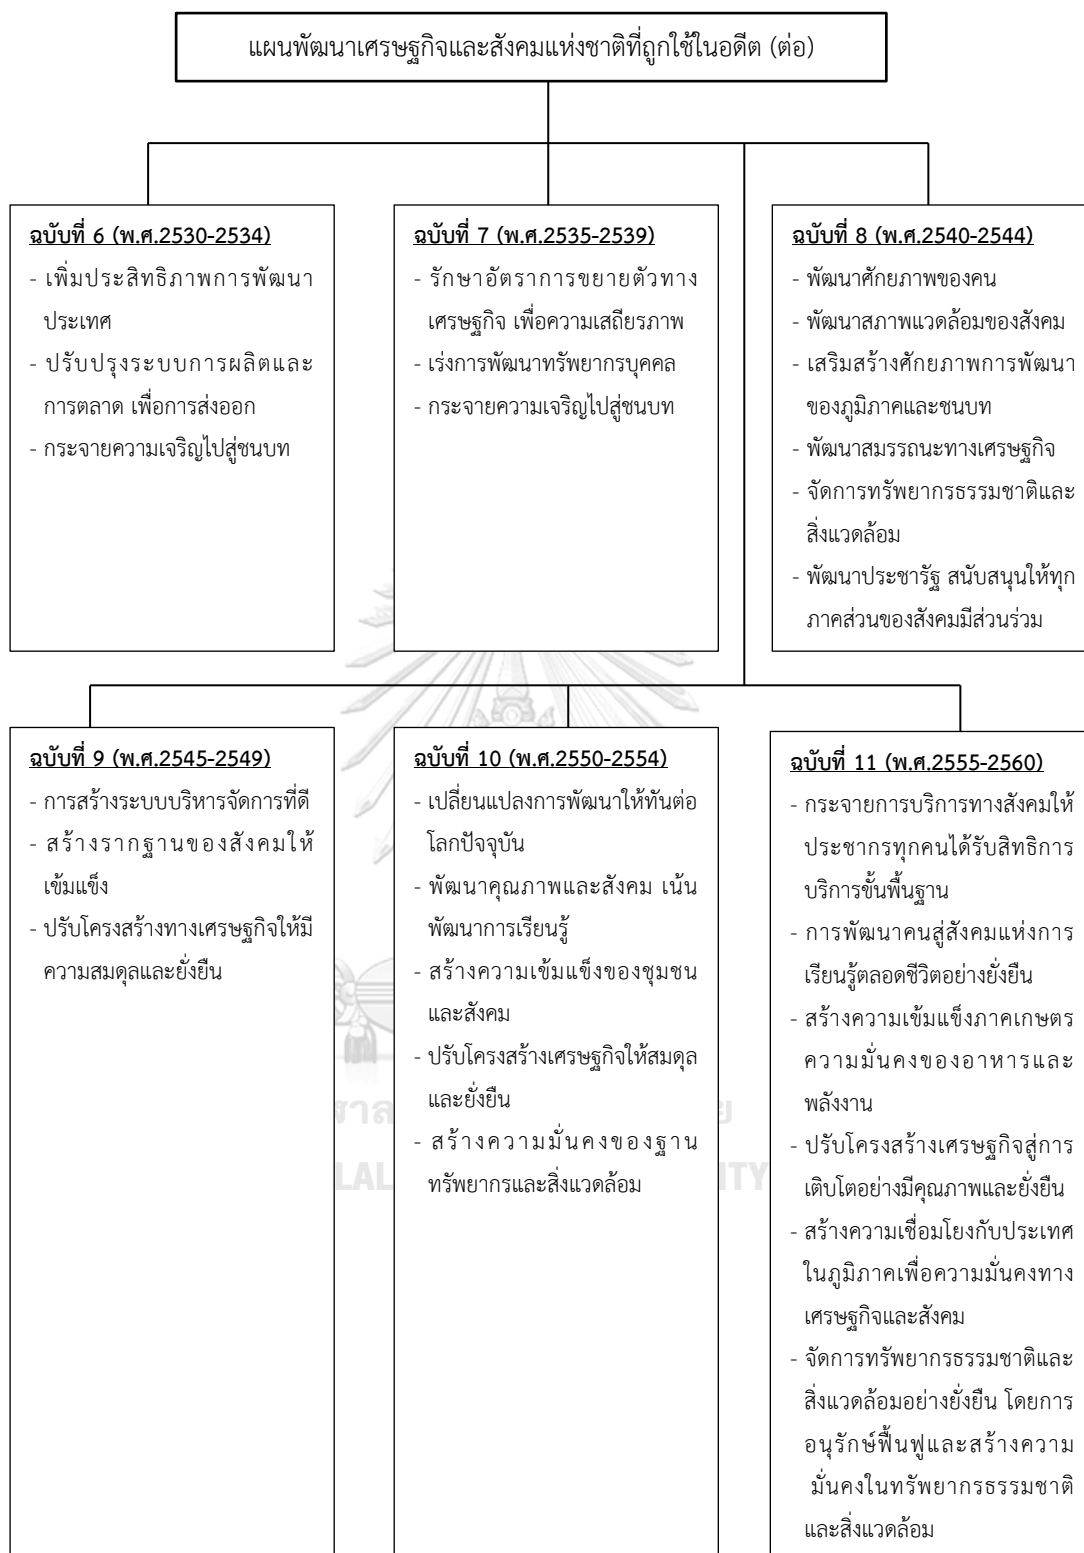 แผนพัฒนาเศรษฐกิจและสังคมแห่งชาติที่ถูกใช้ในอดีต (ต่อ)
ฉบับที่ 6 (พ.ศ.2530-2534)
- เพิ่มประสิทธิภาพการพัฒนา
ประเทศ
- ปรับปรุงระบบการผลิตและ
การตลาด เพื่อการส่งออก
- กระจายความเจริญไปสู่ชนบท
ฉบับที่ 7 (พ.ศ.2535-2539)
- รักษาอัตราการขยายตัวทาง
เศรษฐกิจ เพื่อความเสถียรภาพ
- เร่งการพัฒนาทรัพยากรบุคคล
- กระจายความเจริญไปสู่ชนบท
ฉบับที่ 8 (พ.ศ.2540-2544)
- พัฒนาศักยภาพของคน
- พัฒนาสภาพแวดล้อมของสังคม
- เสริมสร้างศักยภาพการพัฒนา
ของภูมิภาคและชนบท
- พัฒนาสมรรถนะทางเศรษฐกิจ
- จัดการทรัพยากรธรรมชาติและ
สิ่งแวดล้อม
- พัฒนาประชารัฐ สนับสนุนให้ทุก
ภาคส่วนของสังคมมีส่วนร่วม
ฉบับที่ 9 (พ.ศ.2545-2549)
- การสร้างระบบบริหารจัดการที่ดี
- สร้างรากฐานของสังคมให้
เข้มแข็ง
- ปรับโครงสร้างทางเศรษฐกิจให้มี
ความสมดุลและยั่งยืน
ฉบับที่ 10 (พ.ศ.2550-2554)
- เปลี่ยนแปลงการพัฒนาให้ทันต่อ
โลกปัจจุบัน
- พัฒนาคุณภาพและสังคม เน้น
พัฒนาการเรียนรู้
- สร้างความเข้มแข็งของชุมชน
และสังคม
- ปรับโครงสร้างเศรษฐกิจให้สมดุล
และยั่งยืน
- สร้างความมั่นคงของฐาน
ทรัพยากรและสิ่งแวดล้อม
ฉบับที่ 11 (พ.ศ.2555-2560)
- กระจายการบริการทางสังคมให้
ประชากรทุกคนได้รับสิทธิการ
บริการขั้นพื้นฐาน
- การพัฒนาคนสู่สังคมแห่งการ
เรียนรู้ตลอดชีวิตอย่างยั่งยืน
- สร้างความเข้มแข็งภาคเกษตร
ความมั่นคงของอาหารและ
พลังงาน
- ปรับโครงสร้างเศรษฐกิจสู่การ
เติบโตอย่างมีคุณภาพและยั่งยืน
- สร้างความเชื่อมโยงกับประเทศ
ในภูมิภาคเพื่อความมั่นคงทาง
เศรษฐกิจและสังคม
- จัดการทรัพยากรธรรมชาติและ
สิ่งแวดล้อมอย่างยั่งยืน โดยการ
อนุรักษ์ฟื้นฟูและสร้างความ
มั่นคงในทรัพยากรธรรมชาติ
และสิ่งแวดล้อม